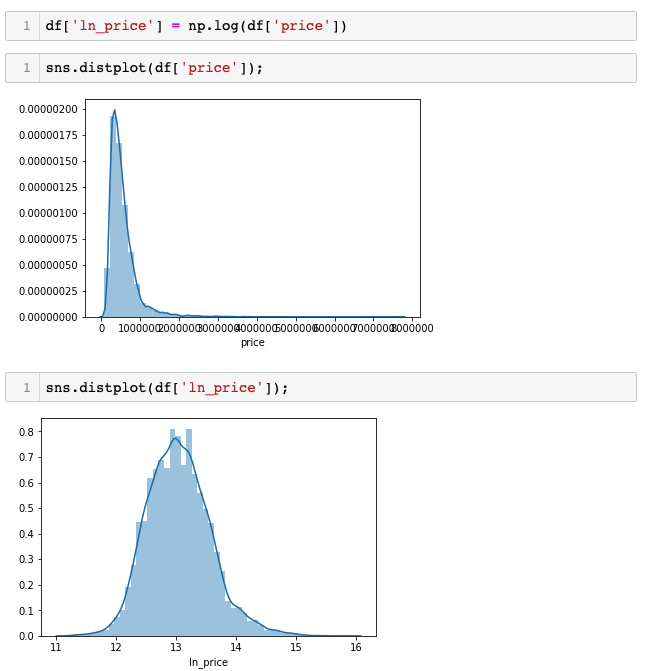 1 df['ln_price'] = np.log(df['price'])
1 sns.distplot(df['price']);
0.00000200
0.00000175
0.00000150
0.00000125
0.00000100
0.00000075
0.00000050
0.00000025
0.00000000
0 1000000 2000000 3000000 4000000 5000000 6000000 7000000 8000000
price
1 sns.distplot(df['ln_price']);
0.8
0.7
0.6
0.5
0.4
0.3
0.2
0.1
0.0
11 12 13 14 15 16
ln_price